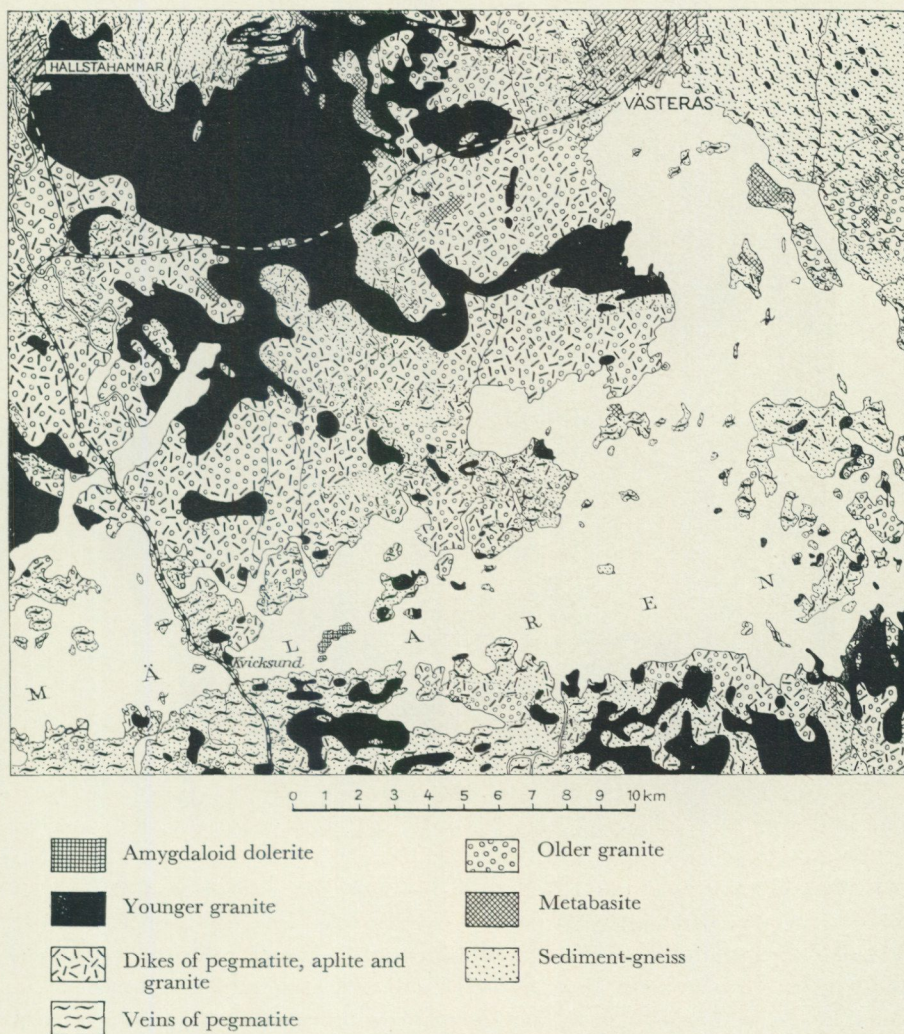 HALLSTAHAMMAR
VÄSTERÅS
MÄLAREN
Kvicksund
0 1 2 3 4 5 6 7 8 9 10 km
Amygdaloid dolerite
Younger granite
Dikes of pegmatite, aplite and
granite
Veins of pegmatite
Older granite
Metabasite
Sediment-gneiss